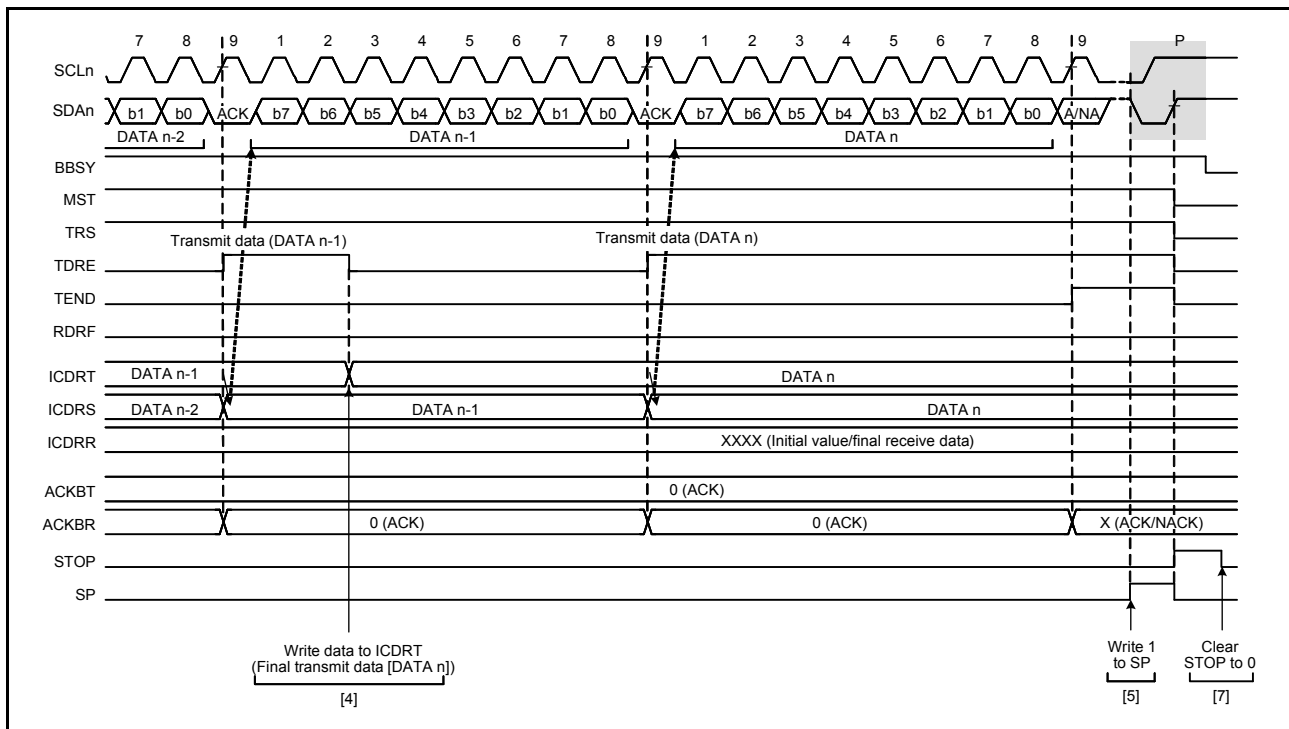 7 8 9 1 2 3 4 5 6 7 8 9 1 2 3 4 5 6 7 8 9 P
SCLn
SDAn b1 b0 ACK b7 b6 b5 b4 b3 b2 b1 b0 ACK b7 b6 b5 b4 b3 b2 b1 b0 A/NA
DATA n-2 DATA n-1 DATA n
BBSY
MST
TRS
Transmit data (DATA n-1) Transmit data (DATA n)
TDRE
TEND
RDRF
ICDRT DATA n-1 DATA n
ICDRS DATA n-2 DATA n-1 DATA n
ICDRR XXXX (Initial value/final receive data)
ACKBT 0 (ACK)
ACKBR 0 (ACK) 0 (ACK) X (ACK/NACK)
STOP
SP
Write data to ICDRT
(Final transmit data [DATA n])
[4]
Write 1
to SP
[5]
Clear
STOP to 0
[7]